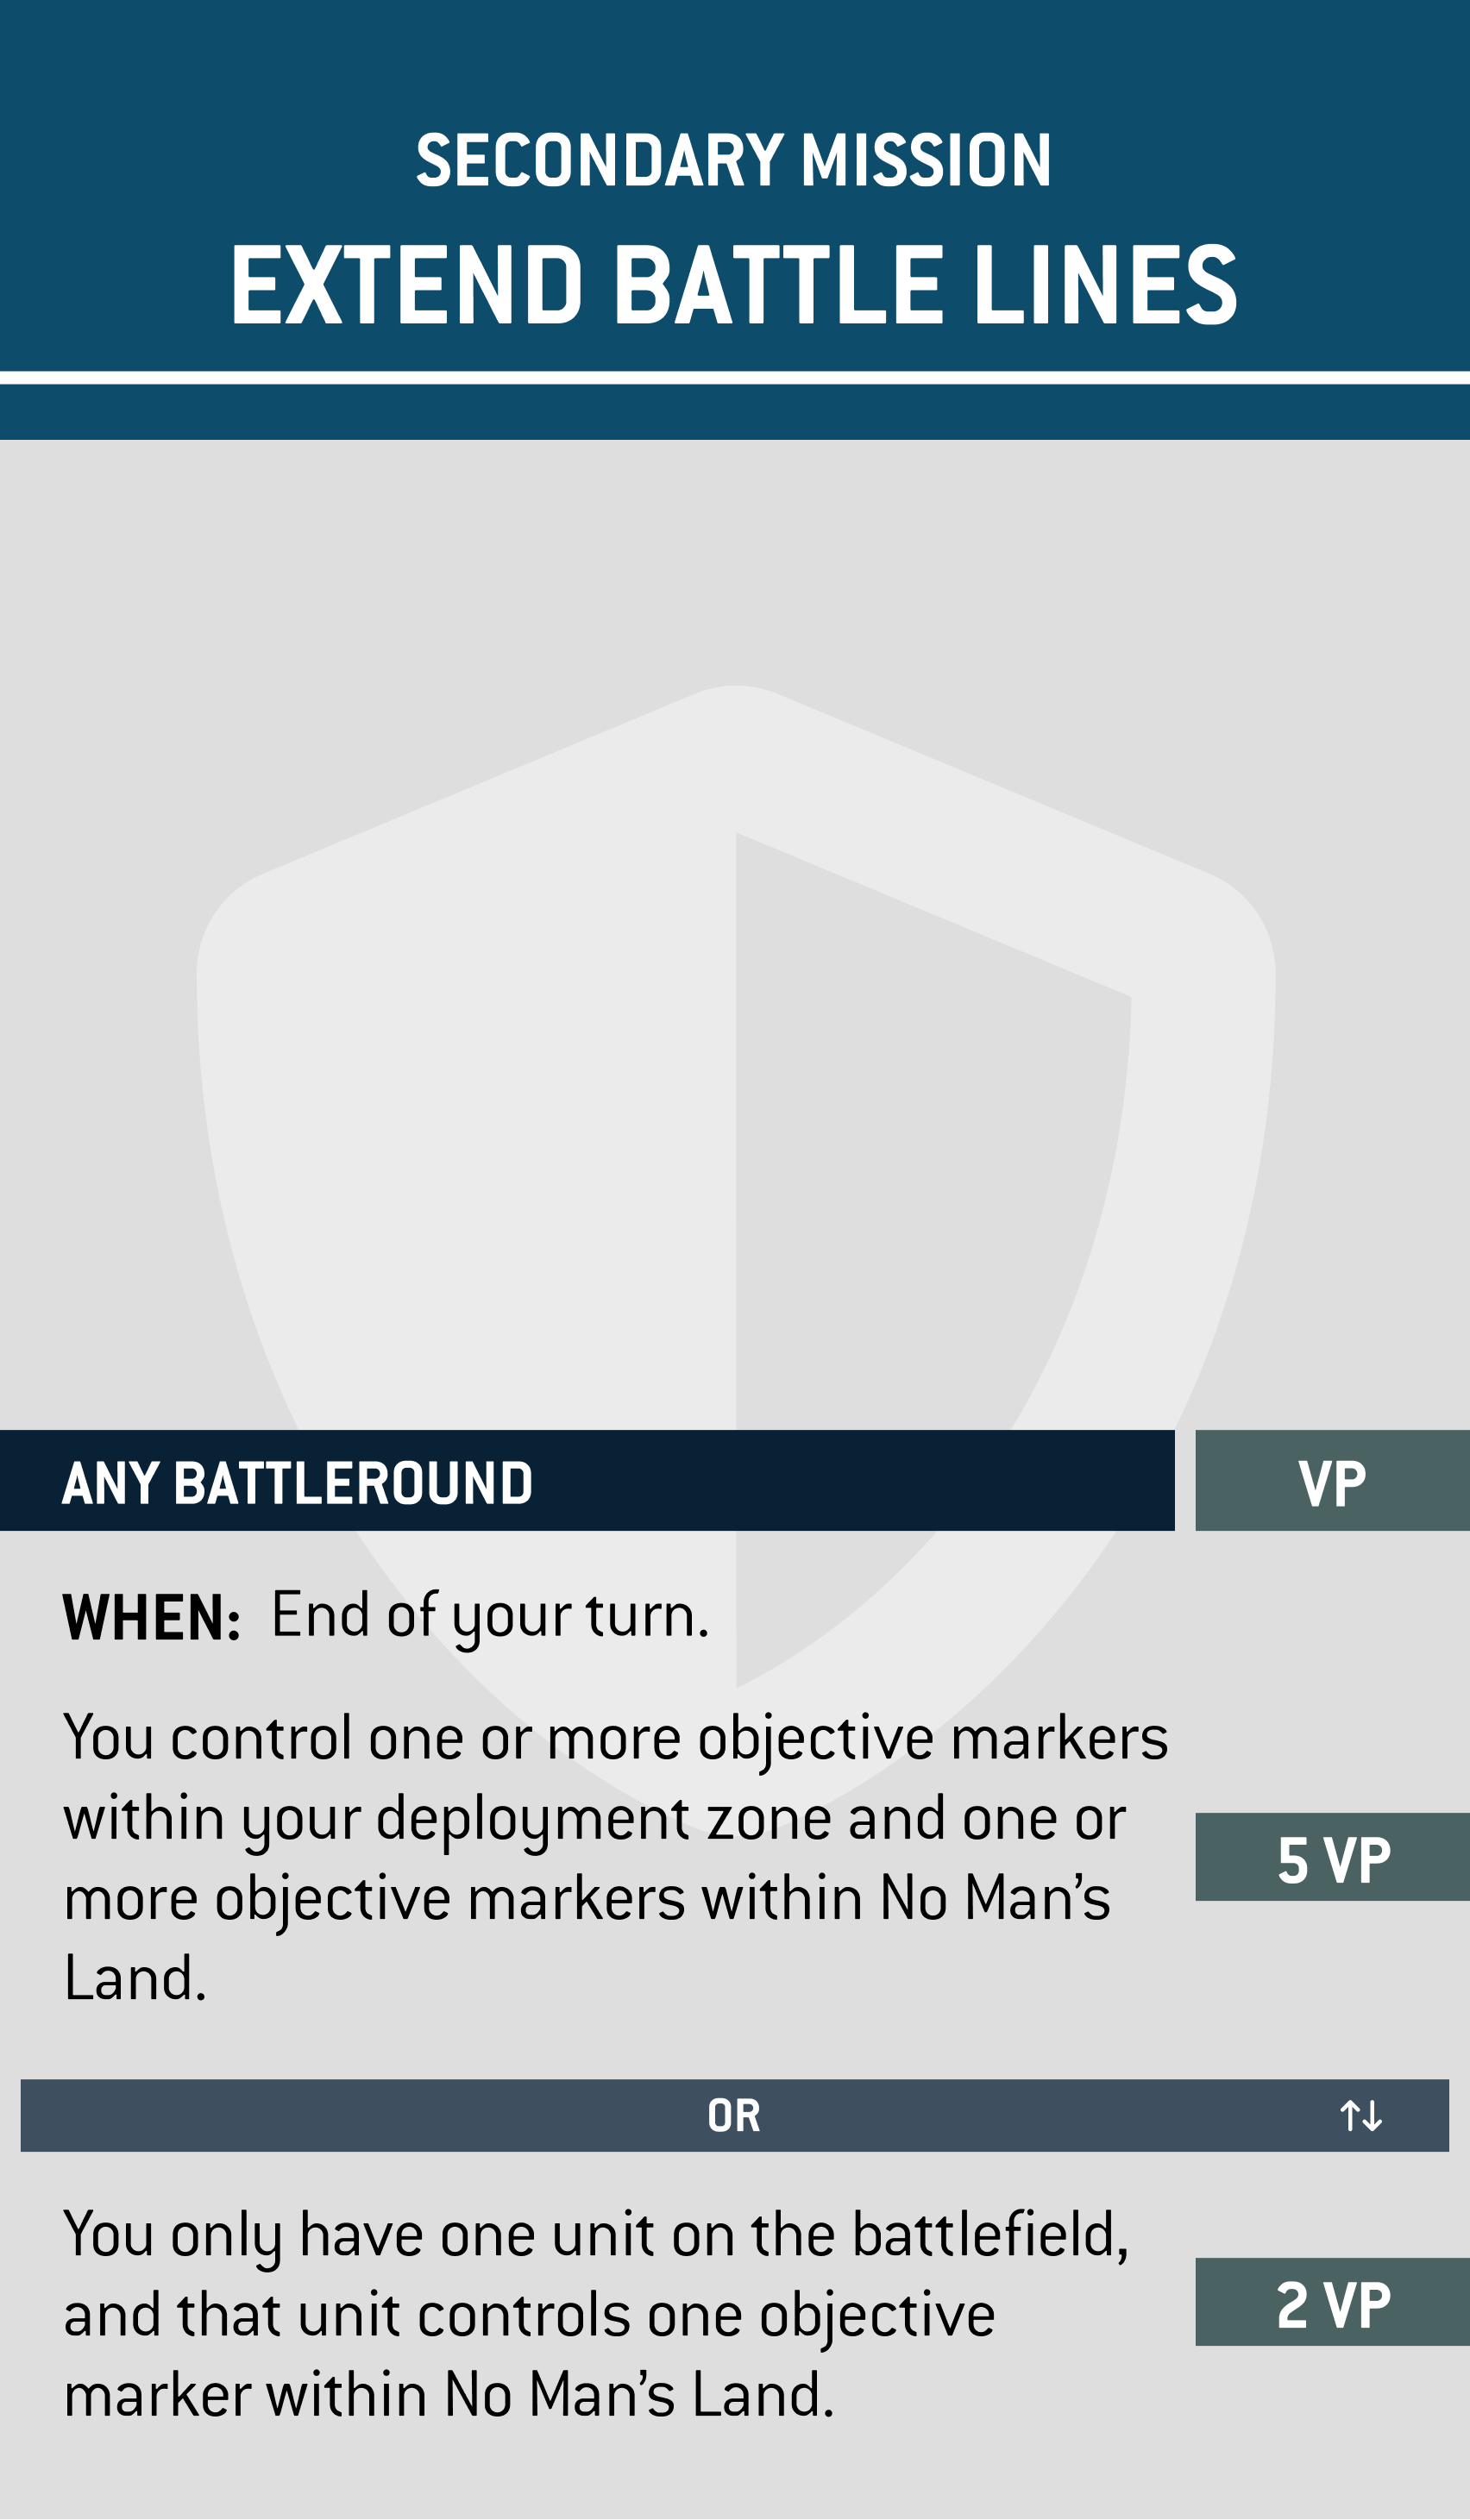 SECONDARY MISSION
EXTEND BATTLE LINES
ANY BATTLEROUND
VP
WHEN: End of your turn.
You control one or more objective markers
within your deployment zone and one or
more objective markers within No Man’s
Land.
5 VP
OR
↑↓
You only have one unit on the battlefield,
and that unit controls one objective
marker within No Man’s Land.
2 VP